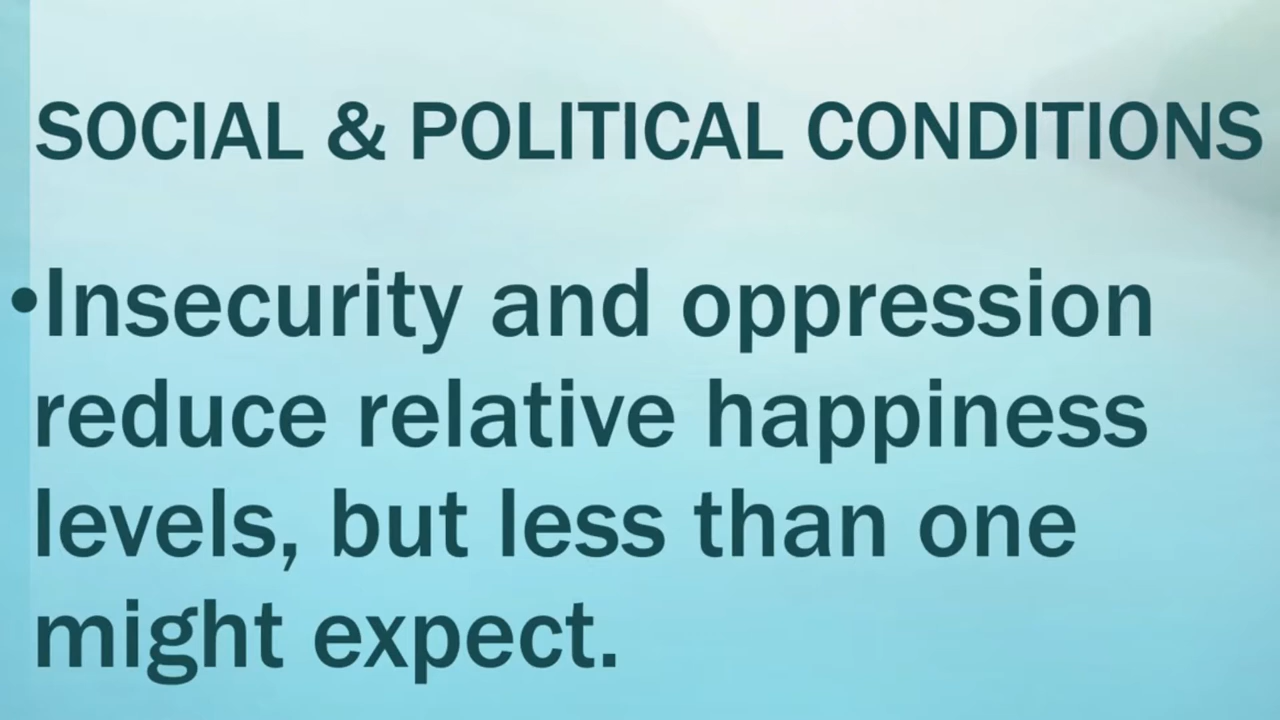 SOCIAL & POLITICAL CONDITIONS
•Insecurity and oppression
reduce relative happiness
levels, but less than one
might expect.